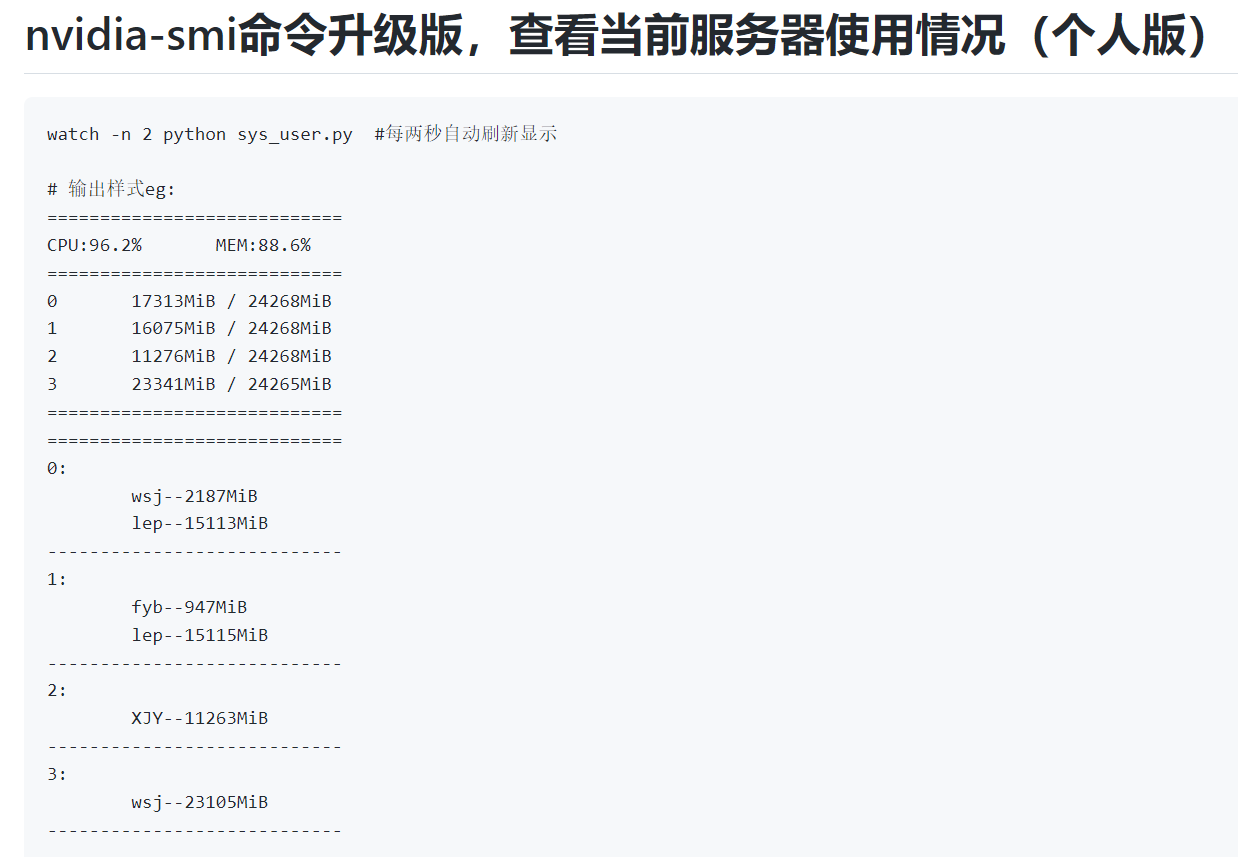 nvidia-smi命令升级版，查看当前服务器使用情况（个人版）
watch -n 2 python sys_user.py  #每两秒自动刷新显示
# 输出样式eg:
============================
CPU:96.2%       MEM:88.6%
============================
0       17313MiB / 24268MiB
1       16075MiB / 24268MiB
2       11276MiB / 24268MiB
3       23341MiB / 24265MiB
============================
============================
0:
        wsj--2187MiB
        lep--15113MiB
----------------------------
1:
        fyb--947MiB
        lep--15115MiB
----------------------------
2:
        XJY--11263MiB
----------------------------
3:
        wsj--23105MiB
----------------------------